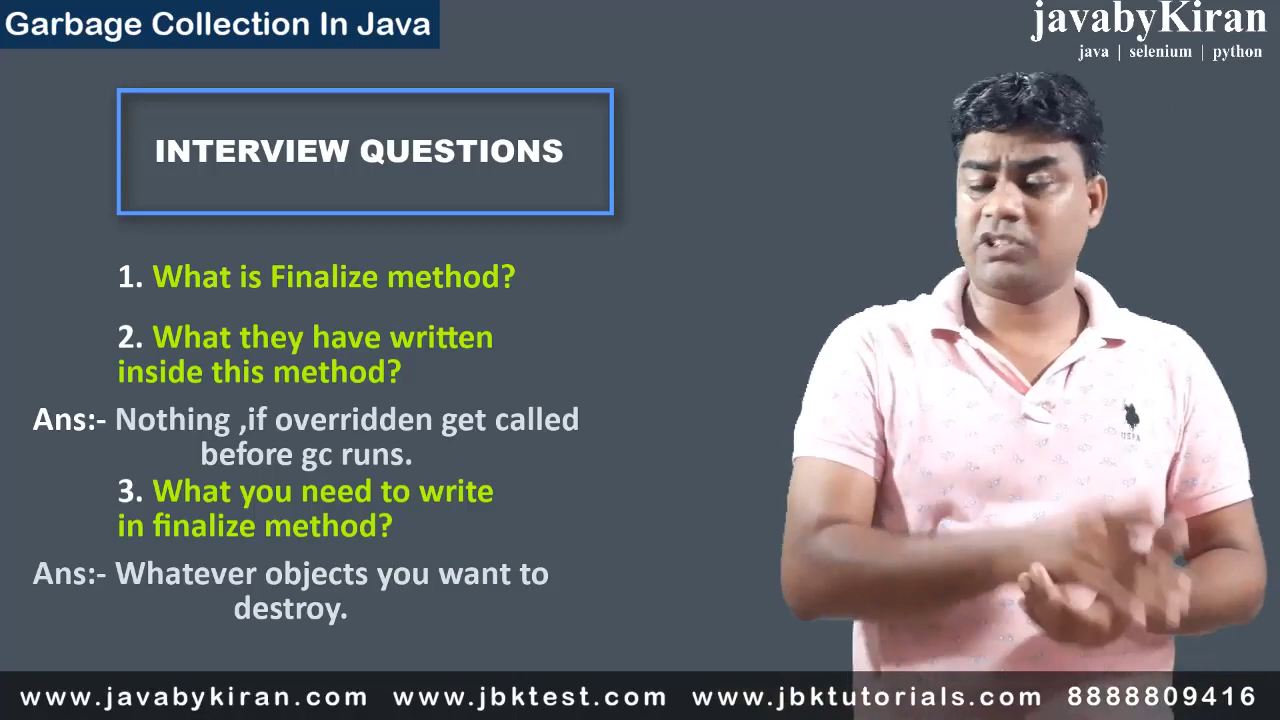 Garbage Collection In Java
javabyKiran
java | selenium | python
INTERVIEW QUESTIONS
1. What is Finalize method?
2. What they have written
inside this method?
Ans:- Nothing ,if overridden get called
before gc runs.
3. What you need to write
in finalize method?
Ans:- Whatever objects you want to
destroy.
USPA
www.javabykiran.com www.jbktest.com www.jbktutorials.com 8888809416